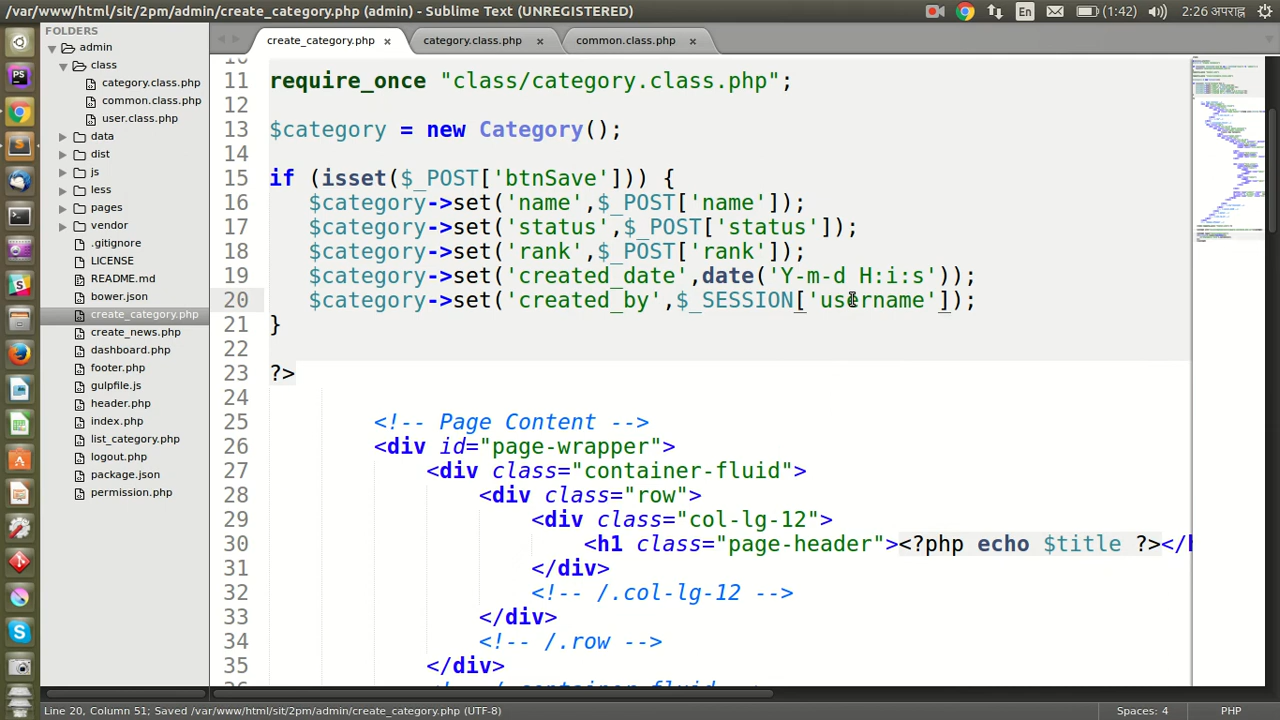 /var/www/html/sit/2pm/admin/create_category.php (admin) - Sublime Text (UNREGISTERED)
En
(1:42)
2:26 अपराह्न
FOLDERS
admin
class
category.class.php
common.class.php
user.class.php
data
dist
js
less
pages
vendor
.gitignore
LICENSE
README.md
bower.json
create_category.php
create_news.php
dashboard.php
footer.php
gulpfile.js
header.php
index.php
list_category.php
logout.php
package.json
permission.php
create_category.php ×
category.class.php ×
common.class.php ×
11 require_once "class/category.class.php";
12
13 $category = new Category();
14
15 if (isset($_POST['btnSave'])) {
16 $category->set('name',$_POST['name']);
17 $category->set('status',$_POST['status']);
18 $category->set('rank',$_POST['rank']);
19 $category->set('created_date',date('Y-m-d H:i:s'));
20 $category->set('created_by',$_SESSION['username']);
21 }
22
23 ?>
24
25 <!-- Page Content -->
26 <div id="page-wrapper">
27 <div class="container-fluid">
28 <div class="row">
29 <div class="col-lg-12">
30 <h1 class="page-header"><?php echo $title ?></h
31 </div>
32 <!-- /.col-lg-12 -->
33 </div>
34 <!-- /.row -->
35 </div>
Line 20, Column 51; Saved /var/www/html/sit/2pm/admin/create_category.php (UTF-8)
Spaces: 4
PHP